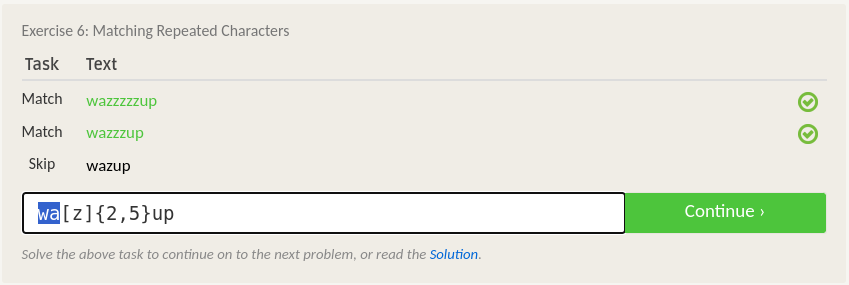 Exercise 6: Matching Repeated Characters
Task Text
Match wazzzzzup
Match wazzzup
Skip wazup
wa[z]{2,5}up Continue ›
Solve the above task to continue on to the next problem, or read the Solution.